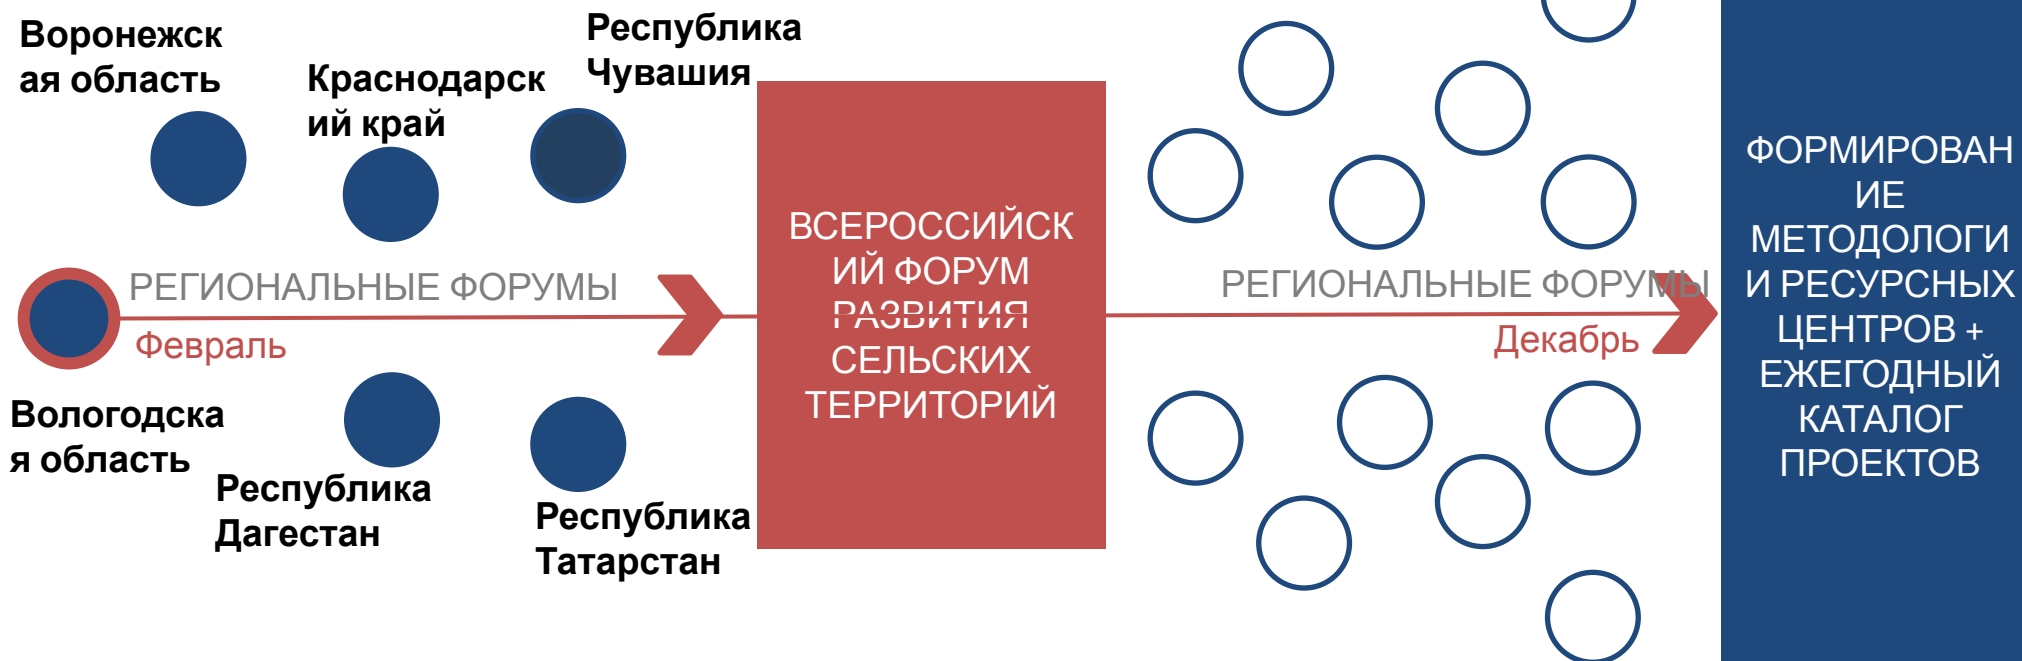 Воронежск
ая область
Краснодарск
ий край
Республика
Чувашия
РЕГИОНАЛЬНЫЕ ФОРУМЫ
Февраль
Вологодска
я область
Республика
Дагестан
Республика
Татарстан
ВСЕРОССИЙСК
ИЙ ФОРУМ
РАЗВИТИЯ
СЕЛЬСКИХ
ТЕРРИТОРИЙ
РЕГИОНАЛЬНЫЕ ФОРУМЫ
Декабрь
ФОРМИРОВАН
ИЕ
МЕТОДОЛОГИ
И РЕСУРСНЫХ
ЦЕНТРОВ +
ЕЖЕГОДНЫЙ
КАТАЛОГ
ПРОЕКТОВ